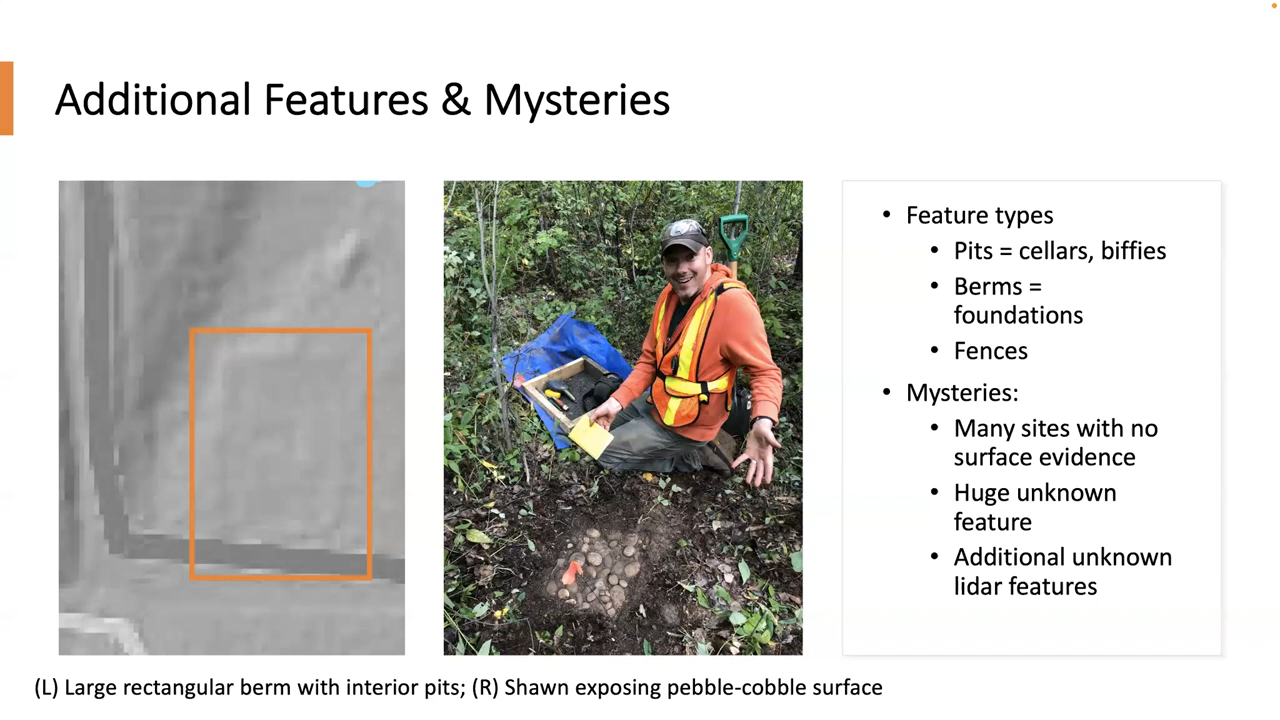 Additional Features & Mysteries
• Feature types
• Pits = cellars, biffies
• Berms =
foundations
• Fences
• Mysteries:
• Many sites with no
surface evidence
• Huge unknown
feature
• Additional unknown
lidar features
(L) Large rectangular berm with interior pits; (R) Shawn exposing pebble-cobble surface